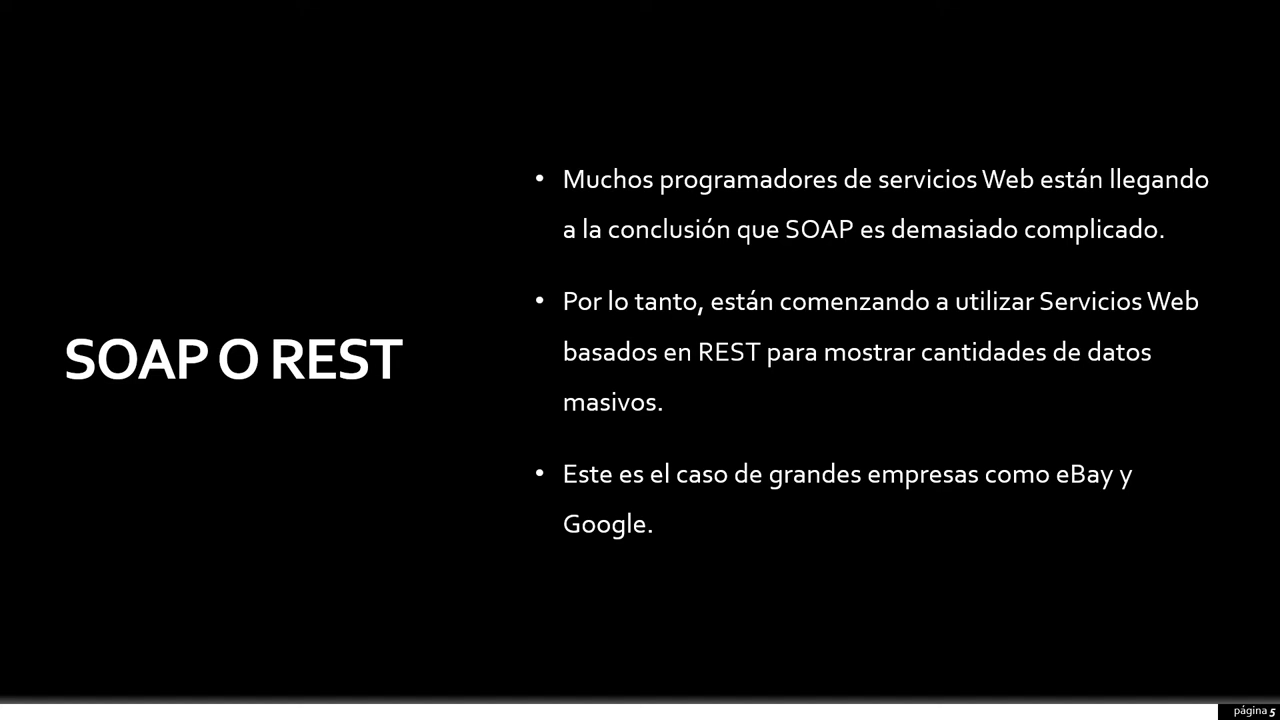 SOAP O REST
• Muchos programadores de servicios Web están llegando
a la conclusión que SOAP es demasiado complicado.
• Por lo tanto, están comenzando a utilizar Servicios Web
basados en REST para mostrar cantidades de datos
masivos.
• Este es el caso de grandes empresas como eBay y
Google.
página 5